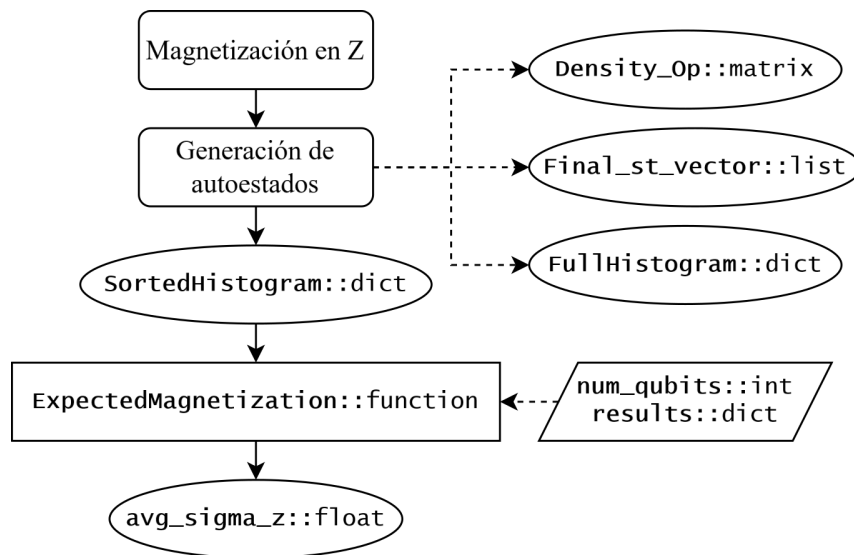 Magnetización en Z
Density_Op::matrix
Generación de
autoestados
Final_st_vector::list
FullHistogram::dict
SortedHistogram::dict
ExpectedMagnetization::function
num_qubits::int
results::dict
avg_sigma_z::float